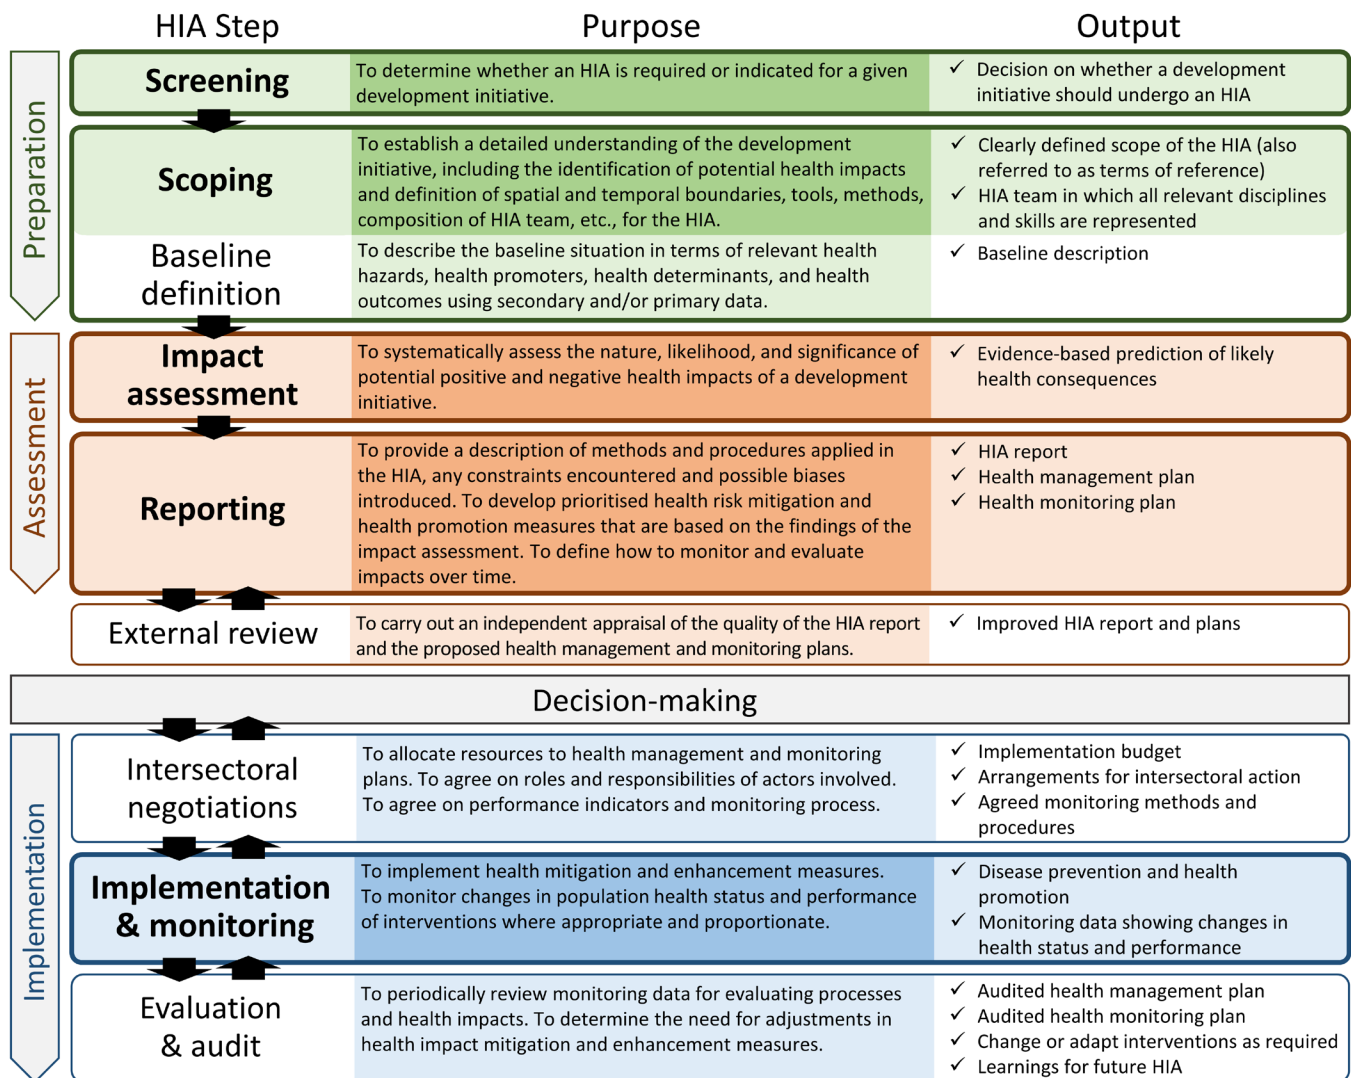 HIA Step
Purpose
Output
Preparation
Screening
To determine whether an HIA is required or indicated for a given
development initiative.
✓ Decision on whether a development
initiative should undergo an HIA
Scoping
To establish a detailed understanding of the development
initiative, including the identification of potential health impacts
and definition of spatial and temporal boundaries, tools, methods,
composition of HIA team, etc., for the HIA.
✓ Clearly defined scope of the HIA (also
referred to as terms of reference)
✓ HIA team in which all relevant disciplines
and skills are represented
Baseline
definition
To describe the baseline situation in terms of relevant health
hazards, health promoters, health determinants, and health
outcomes using secondary and/or primary data.
✓ Baseline description
Assessment
Impact
assessment
To systematically assess the nature, likelihood, and significance of
potential positive and negative health impacts of a development
initiative.
✓ Evidence-based prediction of likely
health consequences
Reporting
To provide a description of methods and procedures applied in
the HIA, any constraints encountered and possible biases
introduced. To develop prioritised health risk mitigation and
health promotion measures that are based on the findings of the
impact assessment. To define how to monitor and evaluate
impacts over time.
✓ HIA report
✓ Health management plan
✓ Health monitoring plan
External review
To carry out an independent appraisal of the quality of the HIA report
and the proposed health management and monitoring plans.
✓ Improved HIA report and plans
Decision-making
Implementation
Intersectoral
negotiations
To allocate resources to health management and monitoring
plans. To agree on roles and responsibilities of actors involved.
To agree on performance indicators and monitoring process.
✓ Implementation budget
✓ Arrangements for intersectoral action
✓ Agreed monitoring methods and
procedures
Implementation
& monitoring
To implement health mitigation and enhancement measures.
To monitor changes in population health status and performance
of interventions where appropriate and proportionate.
✓ Disease prevention and health
promotion
✓ Monitoring data showing changes in
health status and performance
Evaluation
& audit
To periodically review monitoring data for evaluating processes
and health impacts. To determine the need for adjustments in
health impact mitigation and enhancement measures.
✓ Audited health management plan
✓ Audited health monitoring plan
✓ Change or adapt interventions as required
✓ Learnings for future HIA